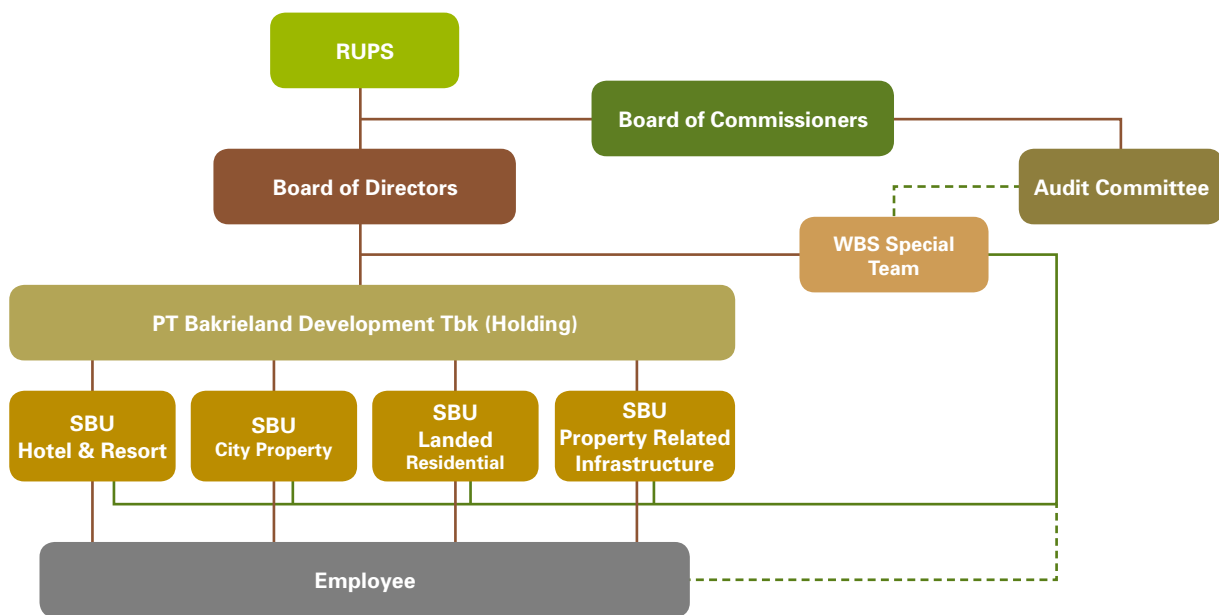 RUPS
Board of Commissioners
Board of Directors
Audit Committee
WBS Special
Team
PT Bakrieland Development Tbk (Holding)
SBU
Hotel & Resort
SBU
City Property
SBU
Landed
Residential
SBU
Property Related
Infrastructure
Employee